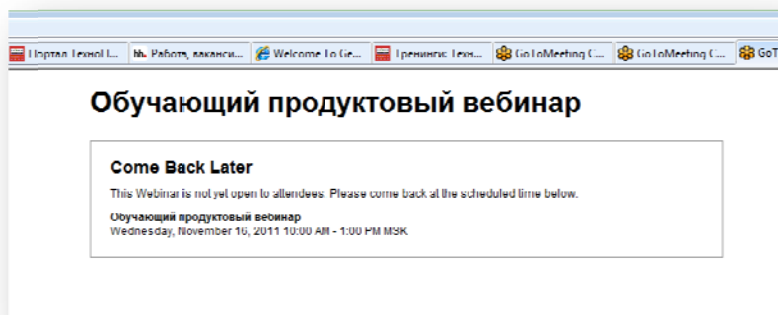 Портал ТехноН... hh. Работа, ваканси... Welcome To Ge... Тренинги: Техн... GoToMeeting C... GoToMeeting C... GoT
Обучающий продуктовый вебинар
Come Back Later
This Webinar is not yet open to attendees. Please come back at the scheduled time below.
Обучающий продуктовый вебинар
Wednesday, November 16, 2011 10:00 AM - 1:00 PM MSK